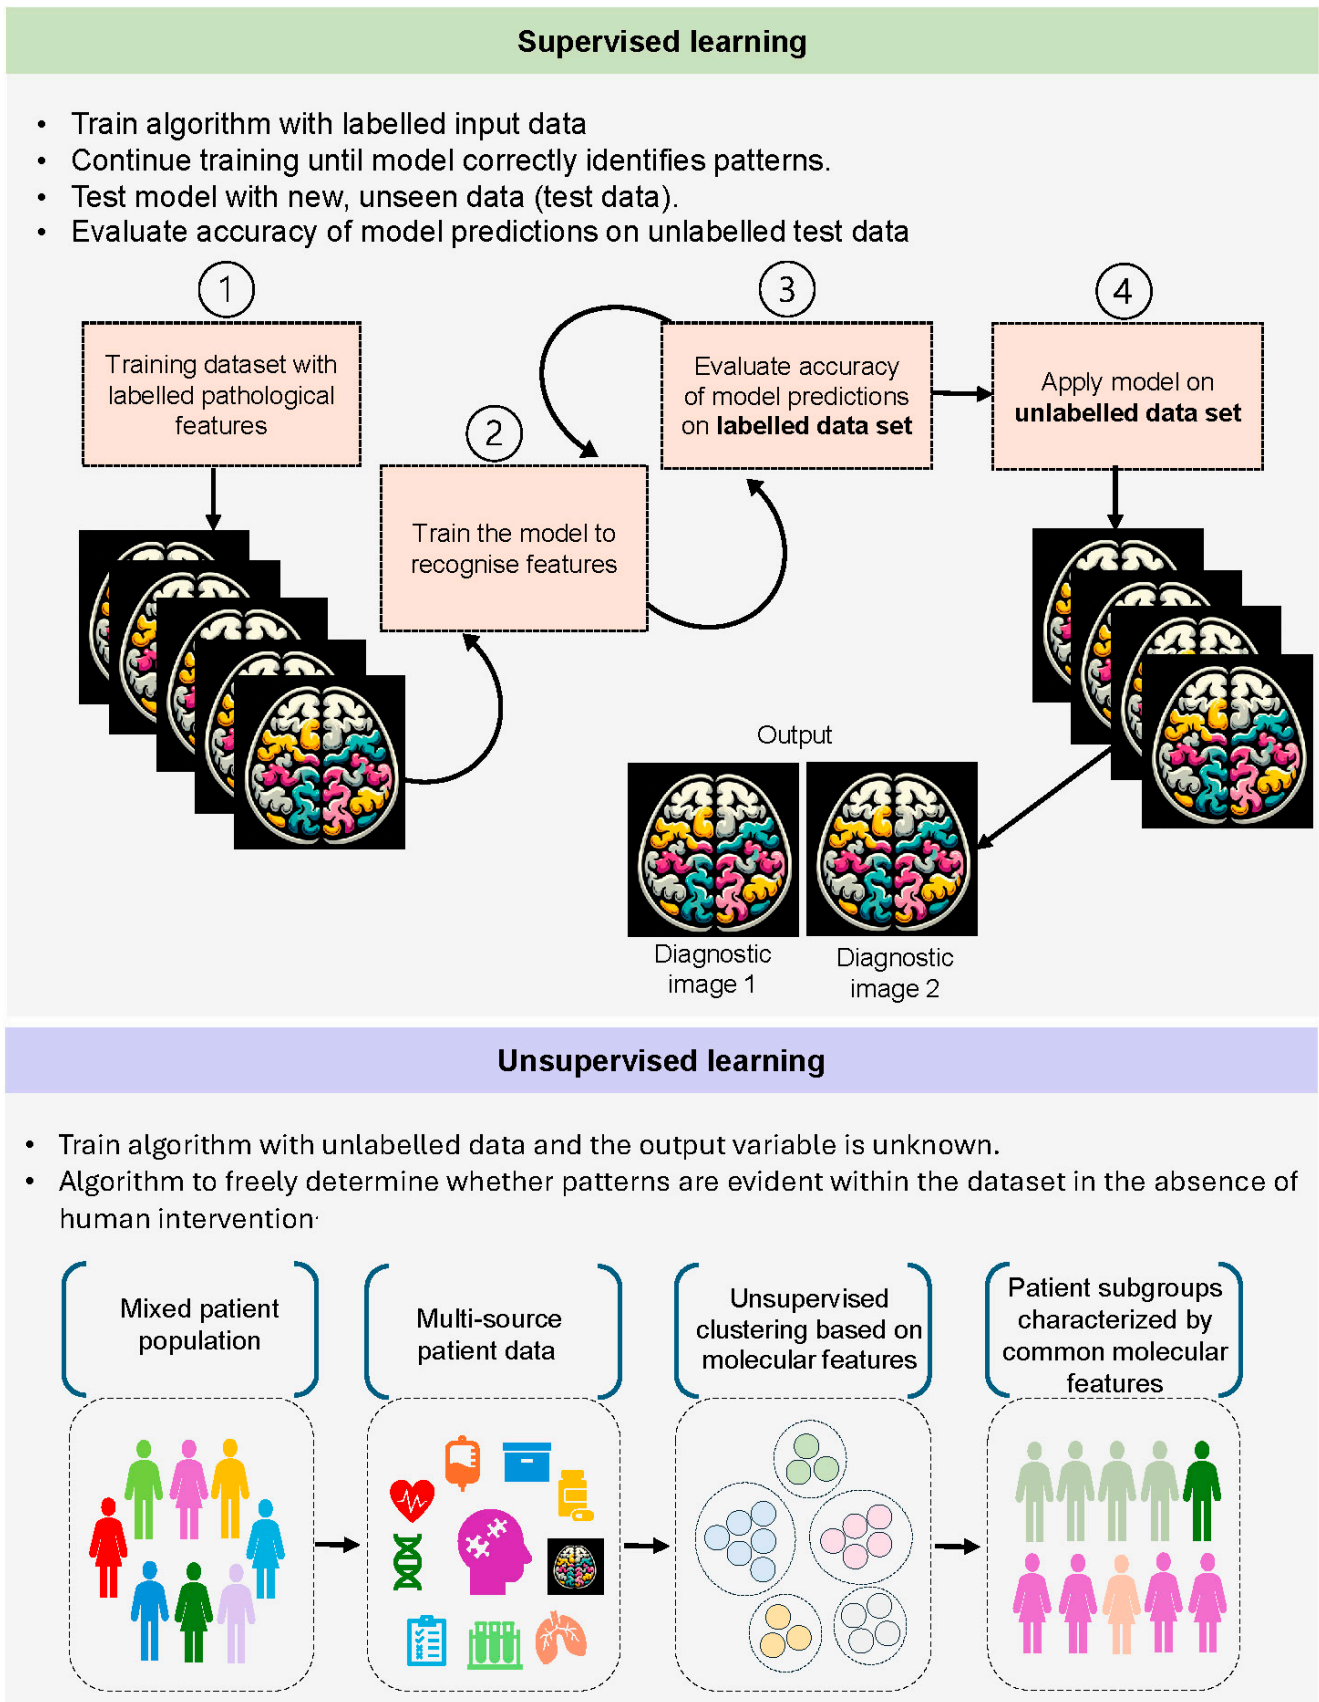 Supervised learning
• Train algorithm with labelled input data
• Continue training until model correctly identifies patterns.
• Test model with new, unseen data (test data).
• Evaluate accuracy of model predictions on unlabelled test data
1
Training dataset with
labelled pathological
features
2
Train the model to
recognise features
3
Evaluate accuracy
of model predictions
on labelled data set
4
Apply model on
unlabelled data set
Output
Diagnostic
image 1
Diagnostic
image 2
Unsupervised learning
• Train algorithm with unlabelled data and the output variable is unknown.
• Algorithm to freely determine whether patterns are evident within the dataset in the absence of
human intervention.
Mixed patient
population
Multi-source
patient data
Unsupervised
clustering based on
molecular features
Patient subgroups
characterized by
common molecular
features